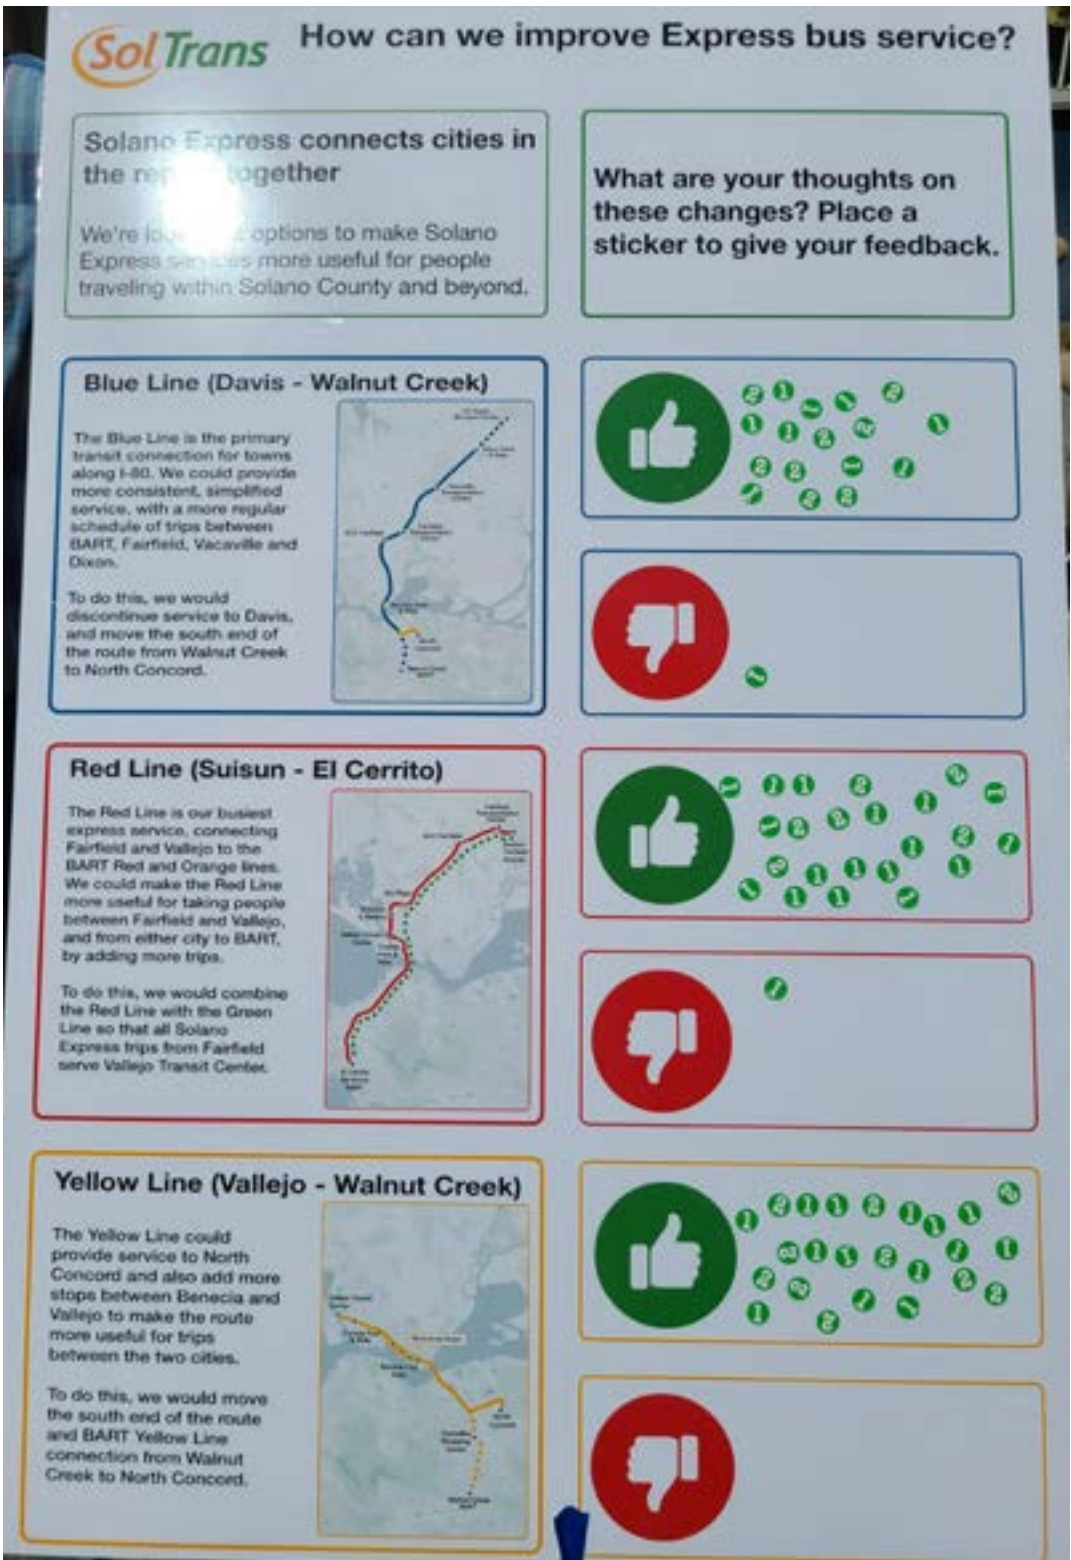 SolTrans
How can we improve Express bus service?
Solano Express connects cities in
the together
We're options to make Solano
Express more useful for people
traveling within Solano County and beyond.
What are your thoughts on
these changes? Place a
sticker to give your feedback.
Blue Line (Davis - Walnut Creek)
The Blue Line is the primary
transit connection for towns
along I-80. We could provide
more consistent, simplified
service, with a more regular
schedule of trips between
BART, Fairfield, Vacaville and
Dixon.
To do this, we would
discontinue service to Davis,
and move the south end of
the route from Walnut Creek
to North Concord.
Red Line (Suisun - El Cerrito)
The Red Line is our busiest
express service, connecting
Fairfield and Vallejo to the
BART Red and Orange lines.
We could make the Red Line
more useful for taking people
between Fairfield and Vallejo,
and from either city to BART,
by adding more trips.
To do this, we would combine
the Red Line with the Green
Line so that all Solano
Express trips from Fairfield
serve Vallejo Transit Center.
Yellow Line (Vallejo - Walnut Creek)
The Yellow Line could
provide service to North
Concord and also add more
stops between Benecia and
Vallejo to make the route
more useful for trips
between the two cities.
To do this, we would move
the south end of the route
and BART Yellow Line
connection from Walnut
Creek to North Concord.